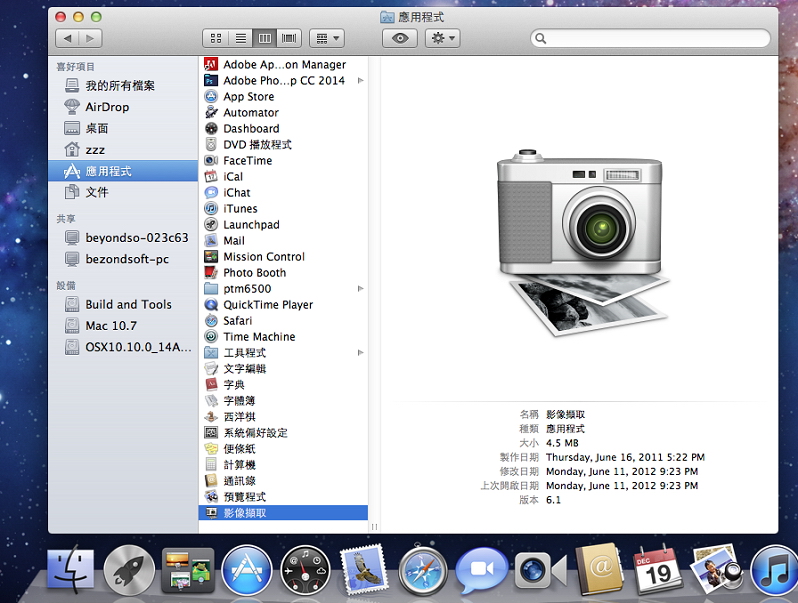 應用程式
喜好項目
我的所有檔案
AirDrop
桌面
zzz
應用程式
文件
共享
beyondso-023c63
bezondsoft-pc
設備
Build and Tools
Mac 10.7
OSX10.10.0_14A...
Adobe Ap...on Manager
Adobe Pho...p CC 2014
App Store
Automator
Dashboard
DVD 播放程式
FaceTime
iCal
iChat
iTunes
Launchpad
Mail
Mission Control
Photo Booth
ptm6500
QuickTime Player
Safari
Time Machine
工具程式
文字編輯
字典
字體簿
西洋棋
系統偏好設定
便條紙
計算機
通訊錄
預覽程式
影像擷取
名稱 影像擷取
種類 應用程式
大小 4.5 MB
製作日期 Thursday, June 16, 2011 5:22 PM
修改日期 Monday, June 11, 2012 9:23 PM
上次開啟日期 Monday, June 11, 2012 9:23 PM
版本 6.1
DEC
19